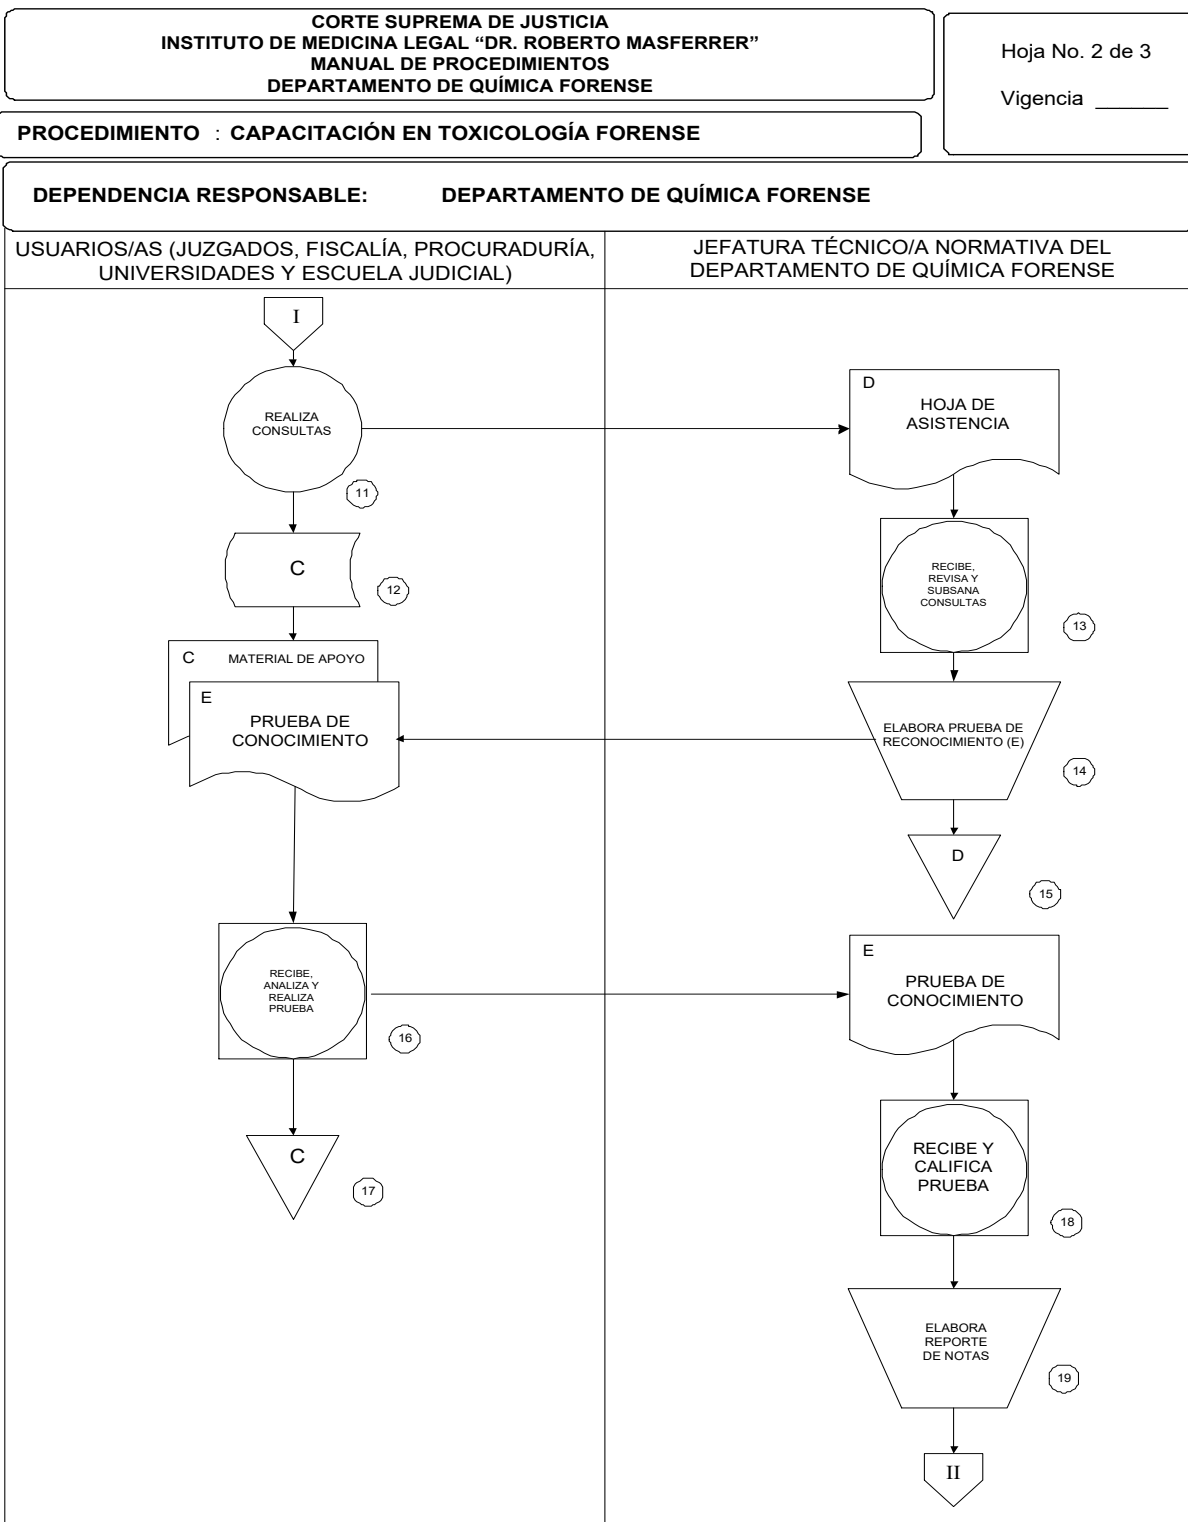 CORTE SUPREMA DE JUSTICIA
INSTITUTO DE MEDICINA LEGAL “DR. ROBERTO MASFERRER”
MANUAL DE PROCEDIMIENTOS
DEPARTAMENTO DE QUÍMICA FORENSE
Hoja No. 2 de 3
Vigencia ______
PROCEDIMIENTO : CAPACITACIÓN EN TOXICOLOGÍA FORENSE
DEPENDENCIA RESPONSABLE: DEPARTAMENTO DE QUÍMICA FORENSE
USUARIOS/AS (JUZGADOS, FISCALÍA, PROCURADURÍA,
UNIVERSIDADES Y ESCUELA JUDICIAL)
JEFATURA TÉCNICO/A NORMATIVA DEL
DEPARTAMENTO DE QUÍMICA FORENSE
I
REALIZA
CONSULTAS
11
D
HOJA DE
ASISTENCIA
C
12
RECIBE,
REVISA Y
SUBSANA
CONSULTAS
13
C MATERIAL DE APOYO
E
PRUEBA DE
CONOCIMIENTO
ELABORA PRUEBA DE
RECONOCIMIENTO (E)
14
D
15
RECIBE,
ANALIZA Y
REALIZA
PRUEBA
16
E
PRUEBA DE
CONOCIMIENTO
C
17
RECIBE Y
CALIFICA
PRUEBA
18
ELABORA
REPORTE
DE NOTAS
19
II